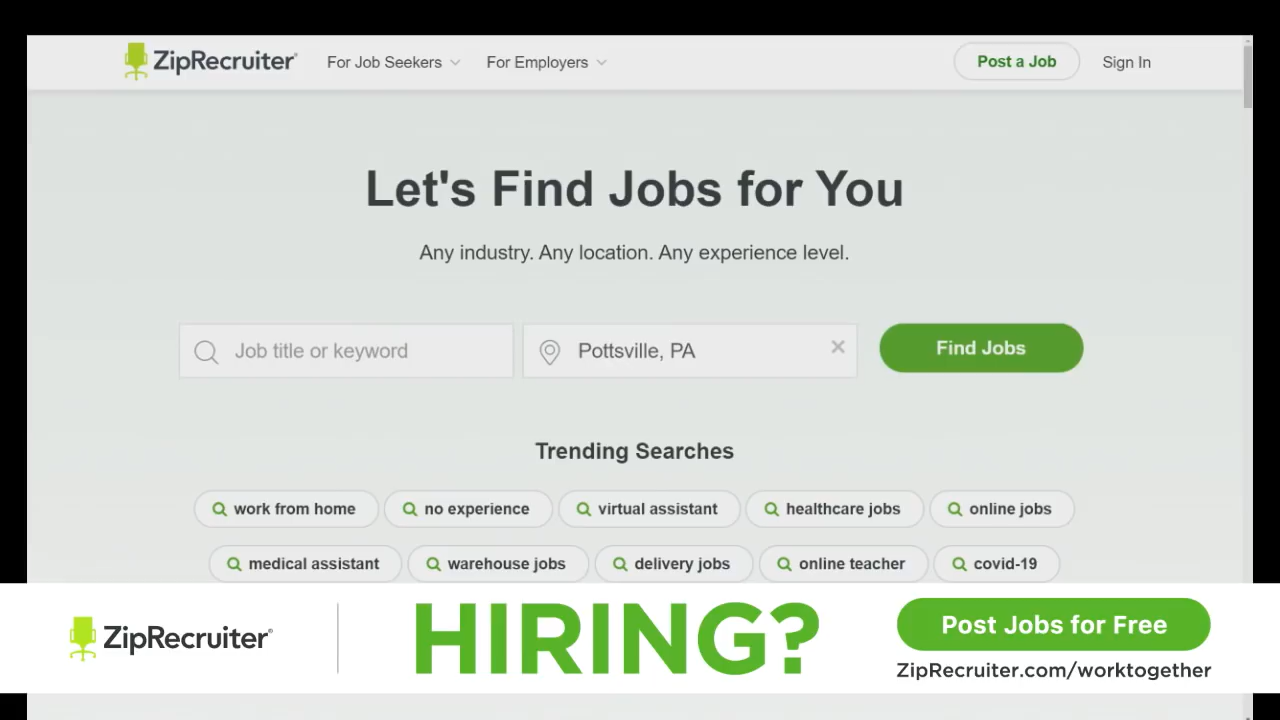 ZipRecruiter® For Job Seekers For Employers Post a Job Sign In
Let's Find Jobs for You
Any industry. Any location. Any experience level.
Job title or keyword Pottsville, PA Find Jobs
Trending Searches
work from home no experience virtual assistant healthcare jobs online jobs
medical assistant warehouse jobs delivery jobs online teacher covid-19
ZipRecruiter® HIRING? Post Jobs for Free
ZipRecruiter.com/worktogether